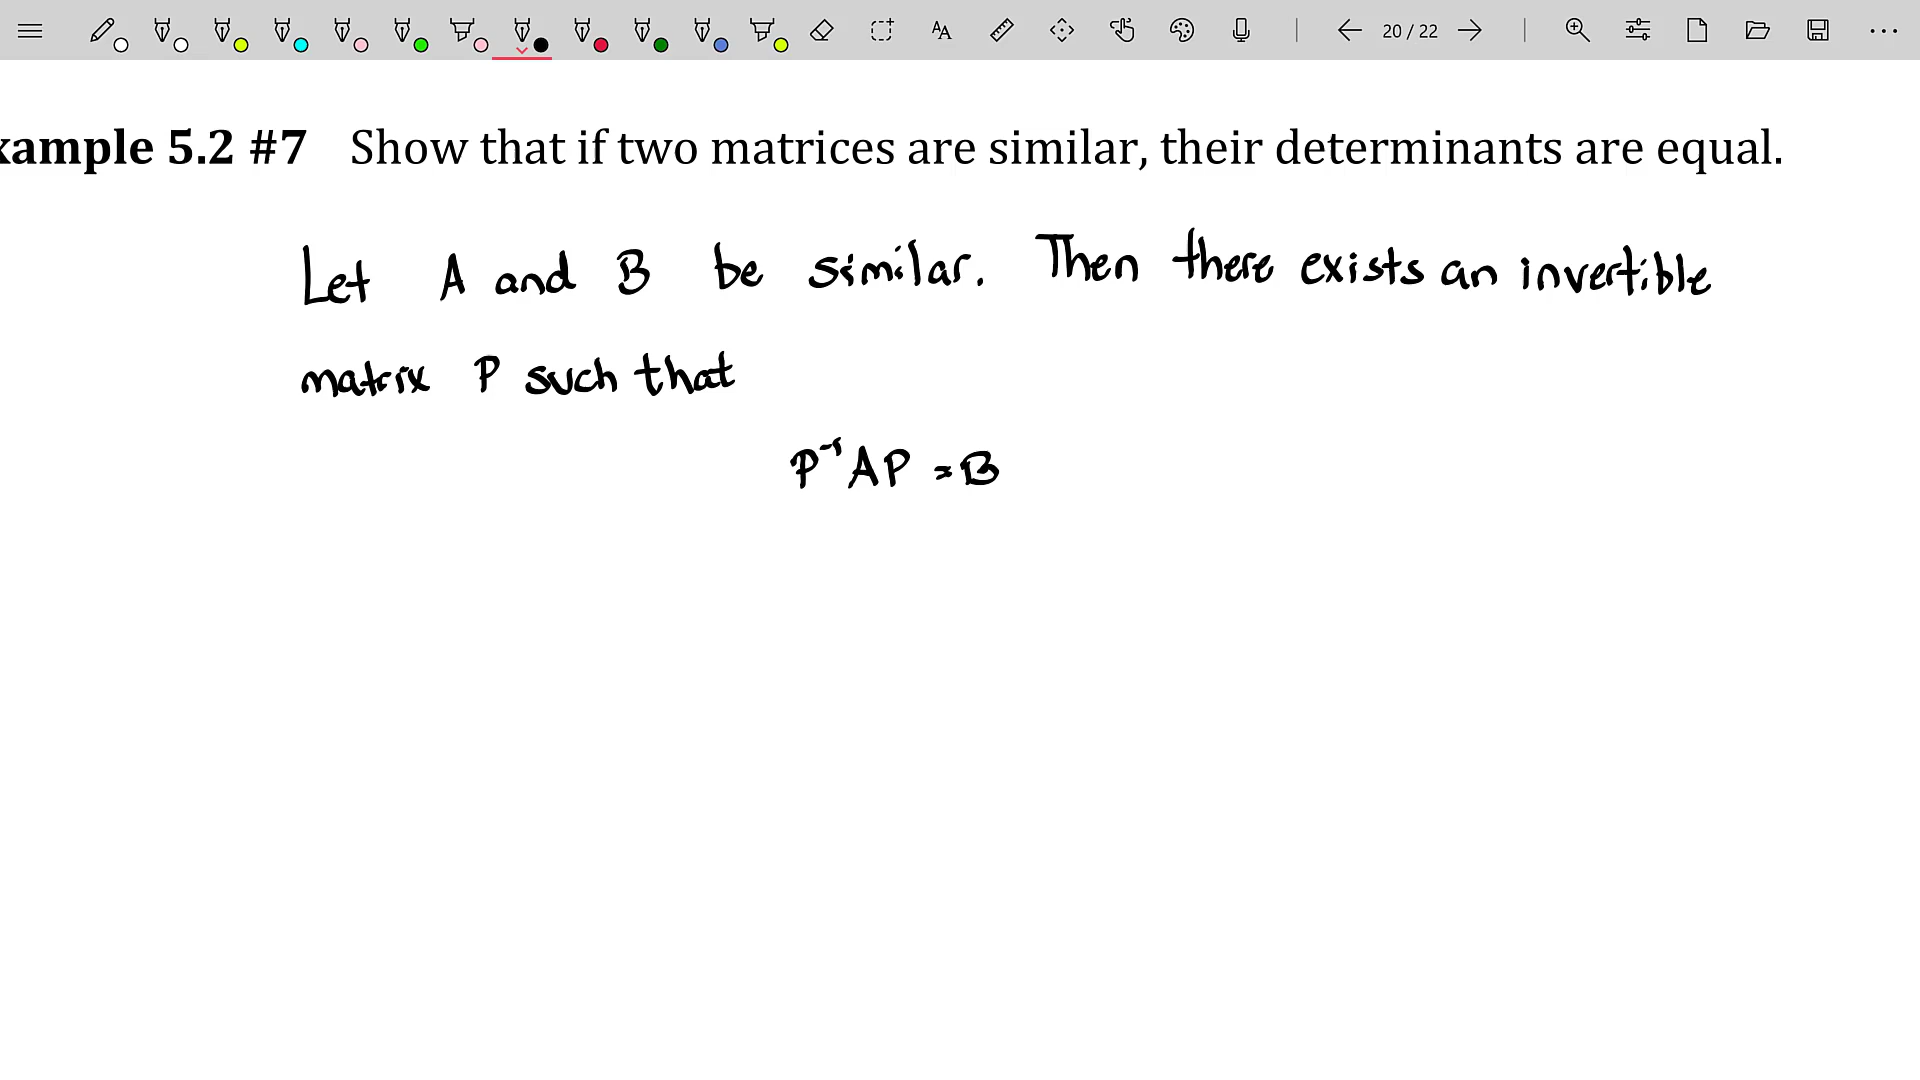 20 / 22
xample 5.2 #7 Show that if two matrices are similar, their determinants are equal.
Let A and B be similar. Then there exists an invertible
matrix P such that
P⁻¹AP = B